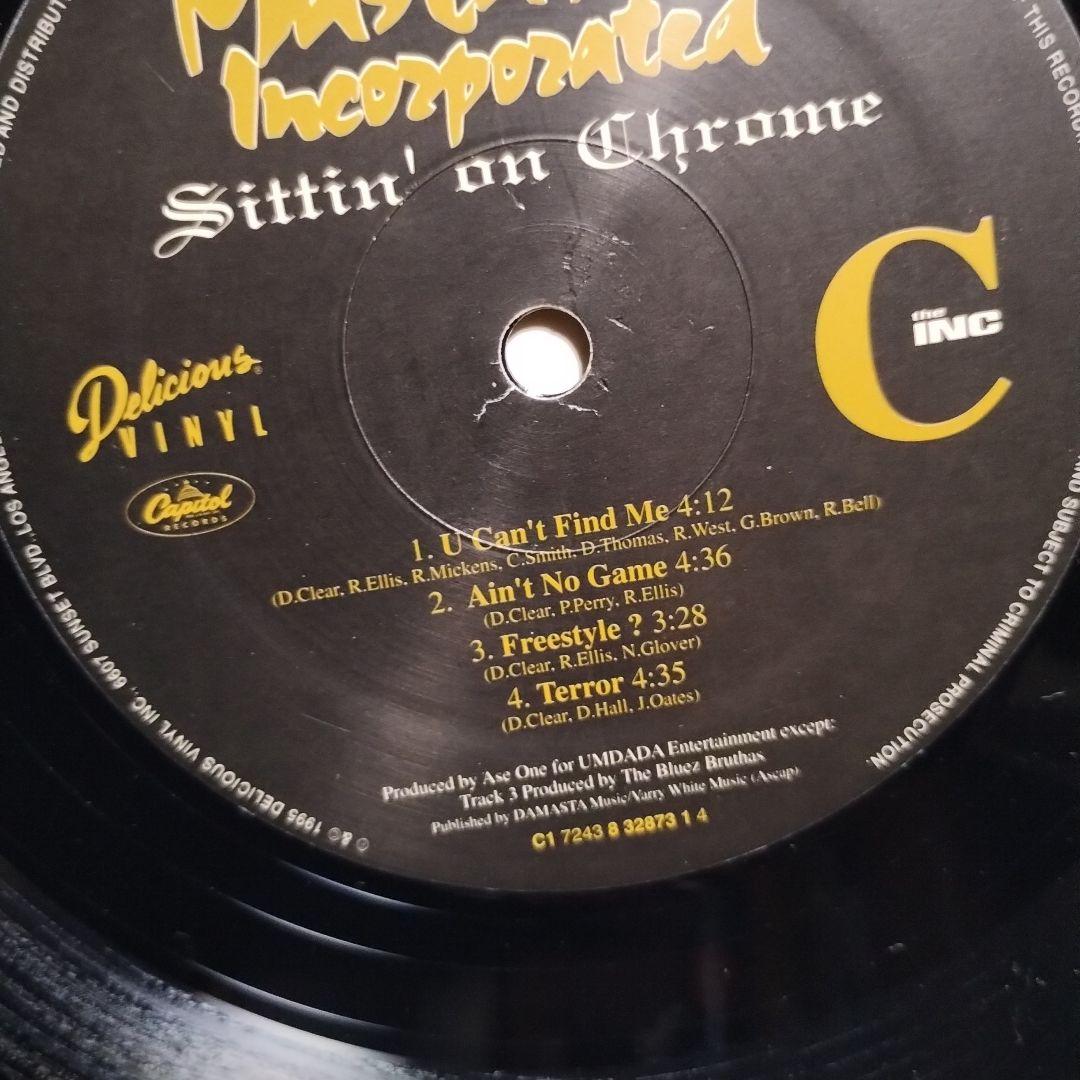 Incorporated
Sittin' on Chrome
C
the
INC
Delicious
VINYL
Capitol
RECORDS
1. U Can't Find Me 4:12
(D.Clear, R.Ellis, R.Mickens, C.Smith, D.Thomas, R.West, G.Brown, R.Bell)
2. Ain't No Game 4:36
(D.Clear, P.Perry, R.Ellis)
3. Freestyle ? 3:28
(D.Clear, R.Ellis, N.Glover)
4. Terror 4:35
(D.Clear, D.Hall, J.Oates)
Produced by Ase One for UMDADA Entertainment except:
Track 3 Produced by The Bluez Bruthas
Published by DAMASTA Music/Varry White Music (Ascap)
C1 7243 8 32873 1 4
℗ & © 1995 DELICIOUS VINYL INC., 6607 SUNSET BLVD., LOS
AND
THIS
AND SUBJECT TO CRIMINAL PROSECUTION.